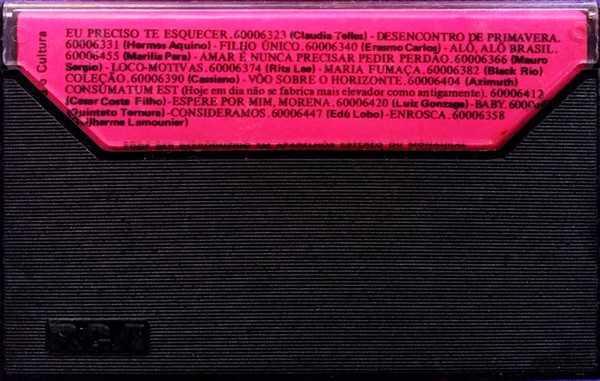 EU PRECISO TE ESQUECER.60006323 (Claudia Telles) - DESENCONTRO DE PRIMAVERA.
60006331 (Hermes Aquino) - FILHO ÚNICO.60006340 (Erasmo Carlos) - ALÔ, ALÔ BRASIL.
60006455 (Marilia Pera) - AMAR É NUNCA PRECISAR PEDIR PERDÃO.60006366 (Mauro
Sergio) - LOCO-MOTIVAS.60006374 (Rita Lee) - MARIA FUMAÇA.60006382 (Black Rio)
COLEÇÃO.60006390 (Cassiano) - VÔO SOBRE O HORIZONTE.60006404 (Azimuth)
CONSUMATUM EST (Hoje em dia não se fabrica mais elevador como antigamente).60006412
(Cesar Costa Filho)-ESPERE POR MIM, MORENA.60006420 (Luiz Gonzaga)-BABY.
Quinteto Ternura)-CONSIDERAMOS.60006447 (Edú Lobo)-ENROSCA.60006358
Guilherme Lamounier)
Cultura
RCA